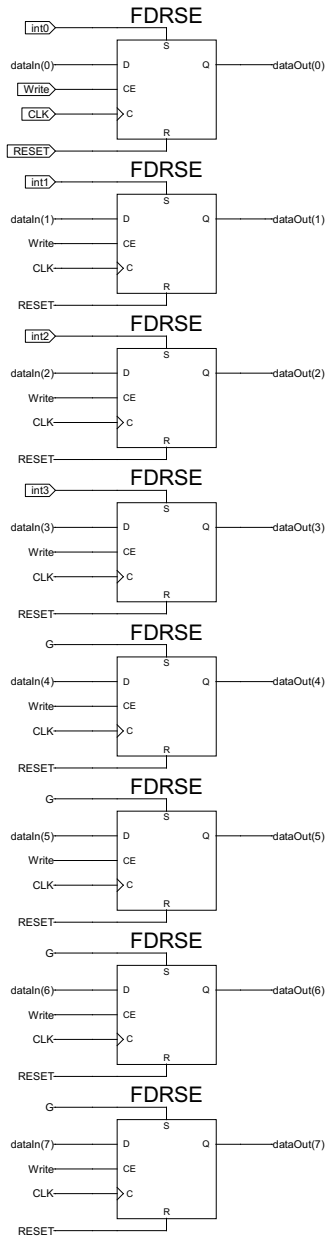 FDRSE
int0
S
dataIn(0) D Q dataOut(0)
Write CE
CLK C
R
RESET
FDRSE
int1
S
dataIn(1) D Q dataOut(1)
Write CE
CLK C
R
RESET
FDRSE
int2
S
dataIn(2) D Q dataOut(2)
Write CE
CLK C
R
RESET
FDRSE
int3
S
dataIn(3) D Q dataOut(3)
Write CE
CLK C
R
RESET
FDRSE
G
S
dataIn(4) D Q dataOut(4)
Write CE
CLK C
R
RESET
FDRSE
G
S
dataIn(5) D Q dataOut(5)
Write CE
CLK C
R
RESET
FDRSE
G
S
dataIn(6) D Q dataOut(6)
Write CE
CLK C
R
RESET
FDRSE
G
S
dataIn(7) D Q dataOut(7)
Write CE
CLK C
R
RESET